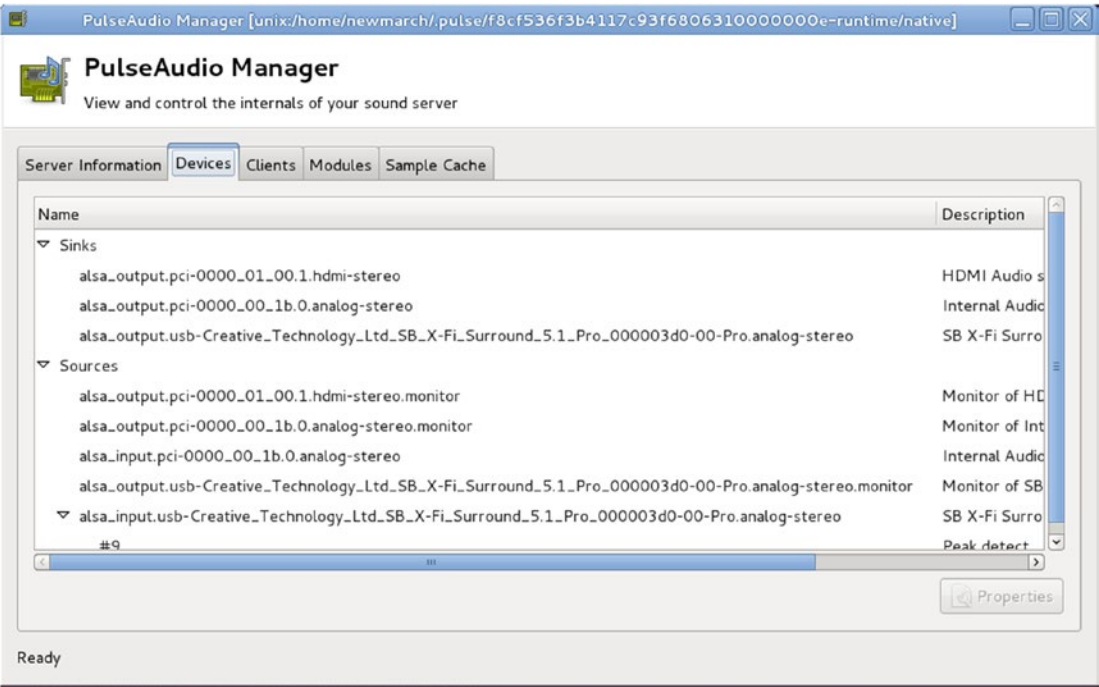 PulseAudio Manager [unix:/home/newmarch/.pulse/f8cf536f3b4117c93f6806310000000e-runtime/native]
PulseAudio Manager
View and control the internals of your sound server
Server Information Devices Clients Modules Sample Cache
Name Description
Sinks
alsa_output.pci-0000_01_00.1.hdmi-stereo HDMI Audio s
alsa_output.pci-0000_00_1b.0.analog-stereo Internal Audio
alsa_output.usb-Creative_Technology_Ltd_SB_X-Fi_Surround_5.1_Pro_000003d0-00-Pro.analog-stereo SB X-Fi Surro
Sources
alsa_output.pci-0000_01_00.1.hdmi-stereo.monitor Monitor of HD
alsa_output.pci-0000_00_1b.0.analog-stereo.monitor Monitor of Int
alsa_input.pci-0000_00_1b.0.analog-stereo Internal Audio
alsa_output.usb-Creative_Technology_Ltd_SB_X-Fi_Surround_5.1_Pro_000003d0-00-Pro.analog-stereo.monitor Monitor of SB
alsa_input.usb-Creative_Technology_Ltd_SB_X-Fi_Surround_5.1_Pro_000003d0-00-Pro.analog-stereo SB X-Fi Surro
#9 Peak detect
Properties
Ready